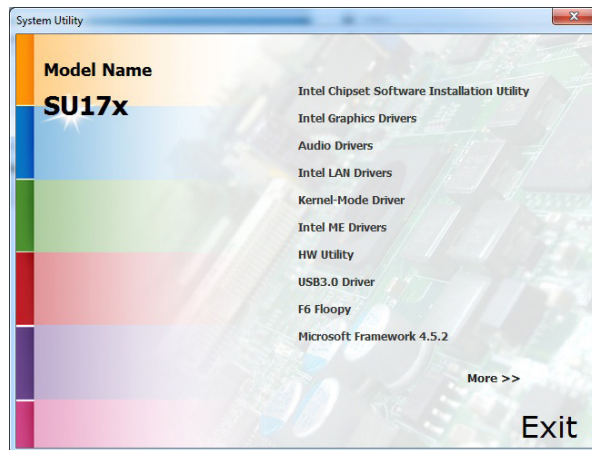 System Utility
Model Name
SU17x
Intel Chipset Software Installation Utility
Intel Graphics Drivers
Audio Drivers
Intel LAN Drivers
Kernel-Mode Driver
Intel ME Drivers
HW Utility
USB3.0 Driver
F6 Floopy
Microsoft Framework 4.5.2
More >>
Exit